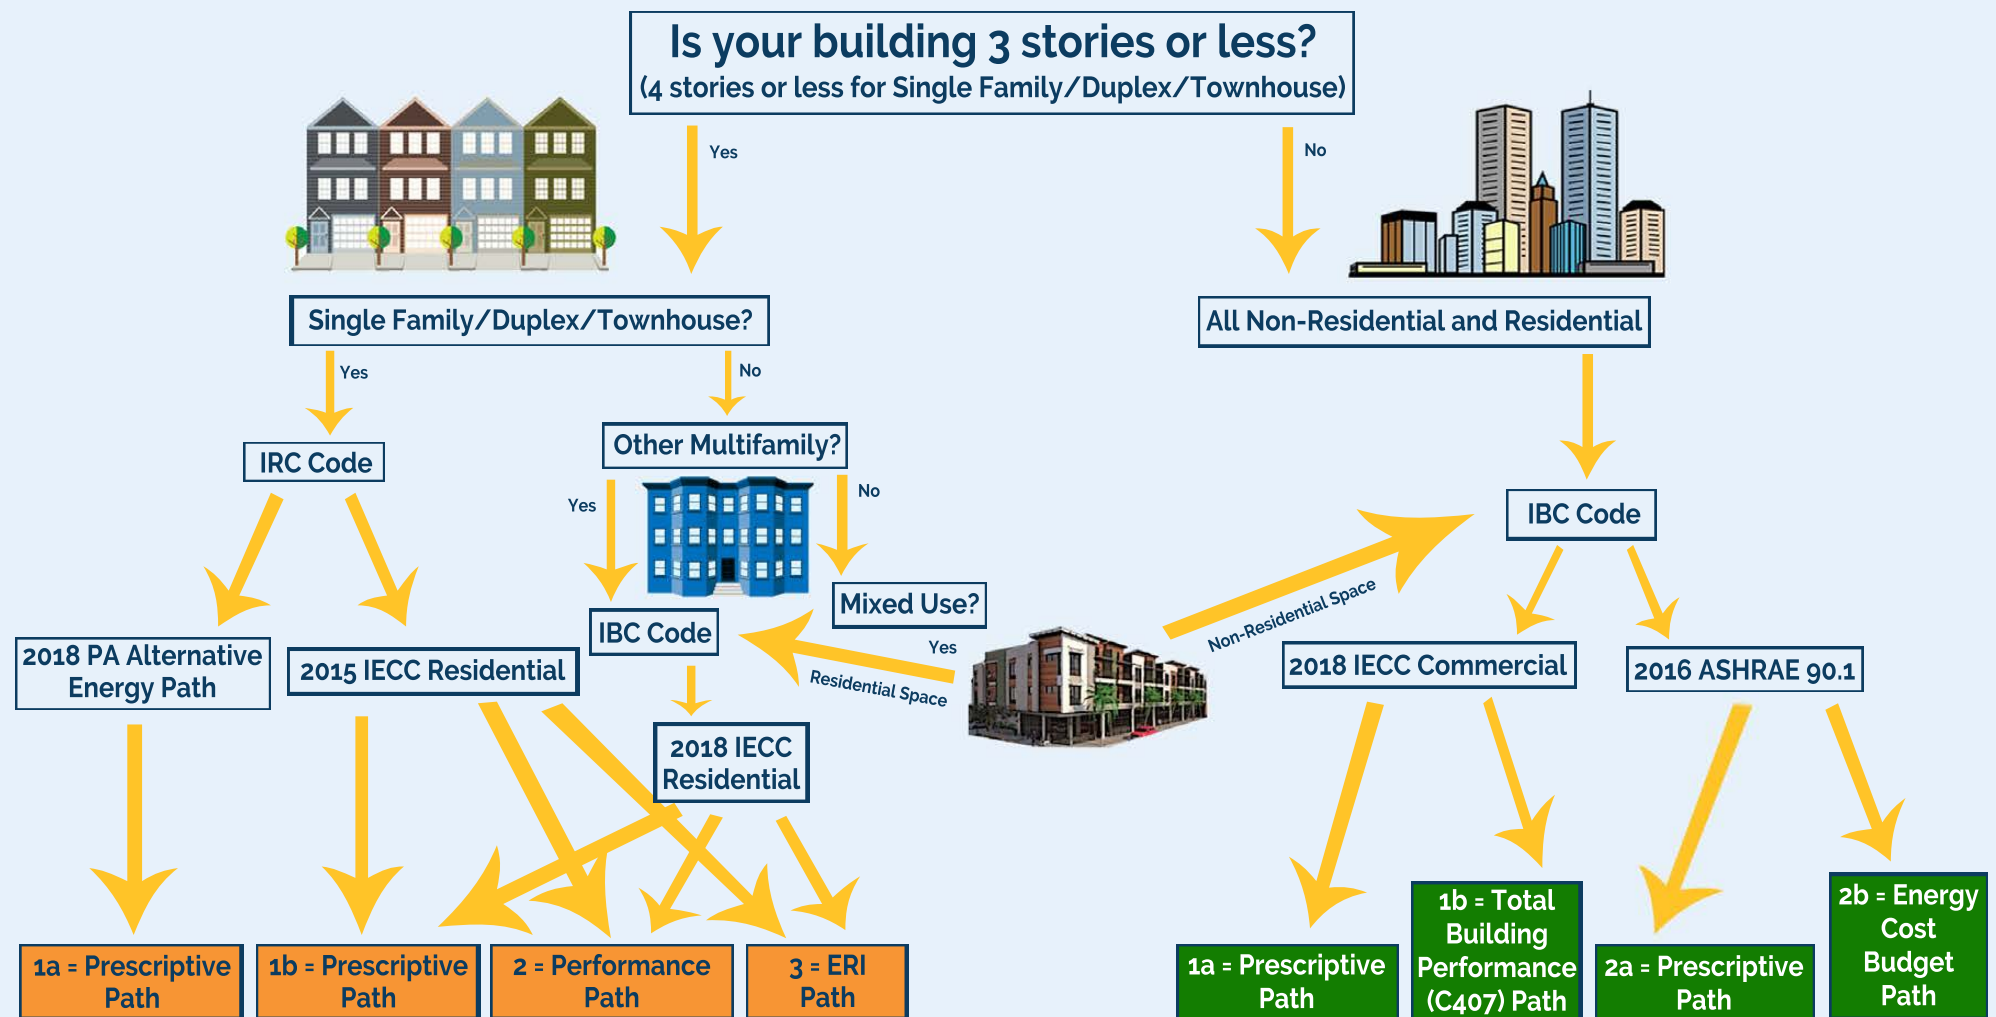 Is your building 3 stories or less?
(4 stories or less for Single Family/Duplex/Townhouse)
Yes
No
Single Family/Duplex/Townhouse?
All Non-Residential and Residential
Yes
No
IRC Code
Other Multifamily?
Yes
No
IBC Code
Mixed Use?
IBC Code
Yes
Residential Space
Non-Residential Space
2018 PA Alternative
Energy Path
2015 IECC Residential
2018 IECC
Residential
2018 IECC Commercial
2016 ASHRAE 90.1
1a = Prescriptive
Path
1b = Prescriptive
Path
2 = Performance
Path
3 = ERI
Path
1a = Prescriptive
Path
1b = Total
Building
Performance
(C407) Path
2a = Prescriptive
Path
2b = Energy
Cost
Budget
Path